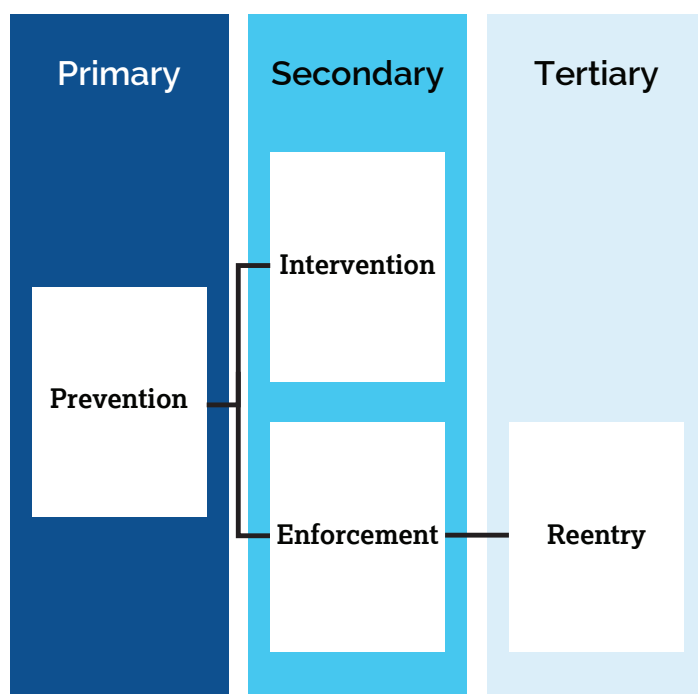 Primary
Secondary
Tertiary
Intervention
Prevention
Enforcement
Reentry